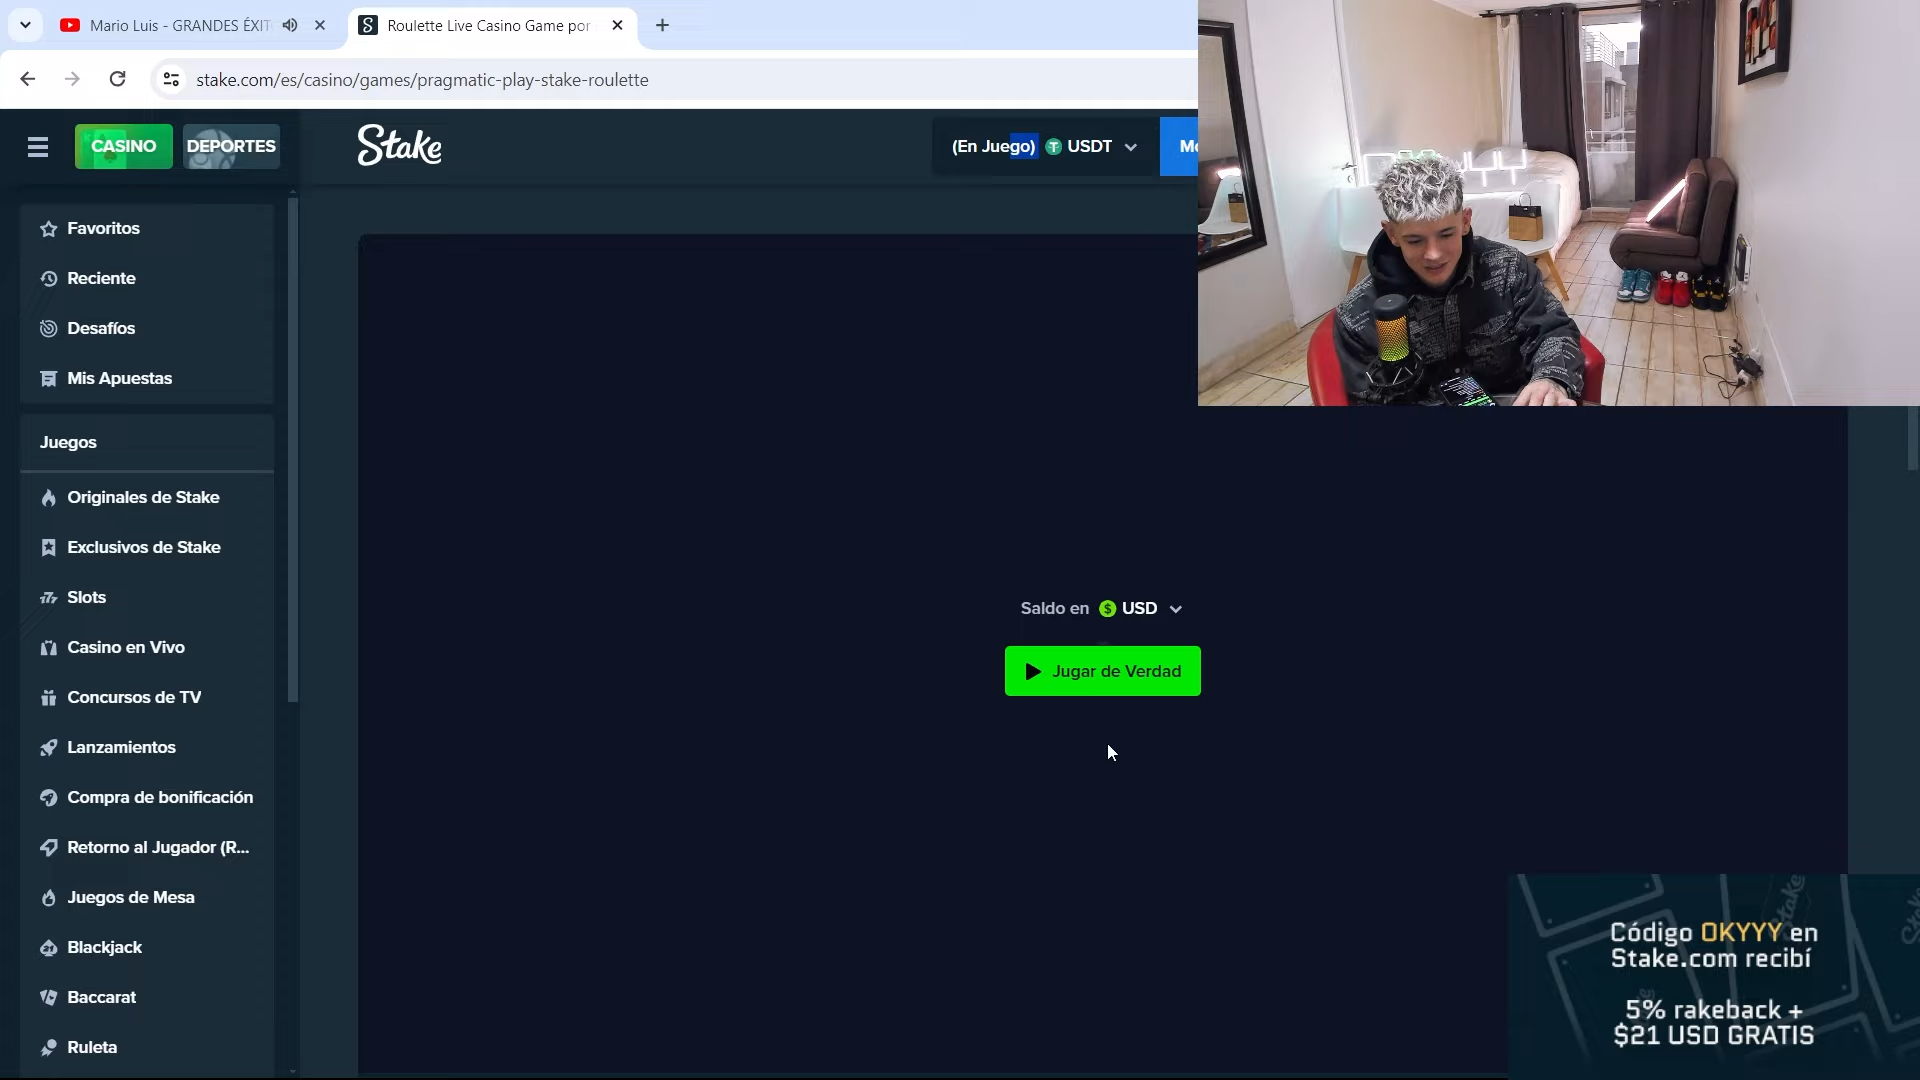 Mario Luis - GRANDES ÉXIT
Roulette Live Casino Game por
stake.com/es/casino/games/pragmatic-play-stake-roulette
CASINO
DEPORTES
Stake
(En Juego) USDT
Favoritos
Reciente
Desafíos
Mis Apuestas
Juegos
Originales de Stake
Exclusivos de Stake
Slots
Casino en Vivo
Concursos de TV
Lanzamientos
Compra de bonificación
Retorno al Jugador (R...
Juegos de Mesa
Blackjack
Baccarat
Ruleta
Saldo en USD
Jugar de Verdad
Código OKYYY en
Stake.com recibí
5% rakeback +
$21 USD GRATIS